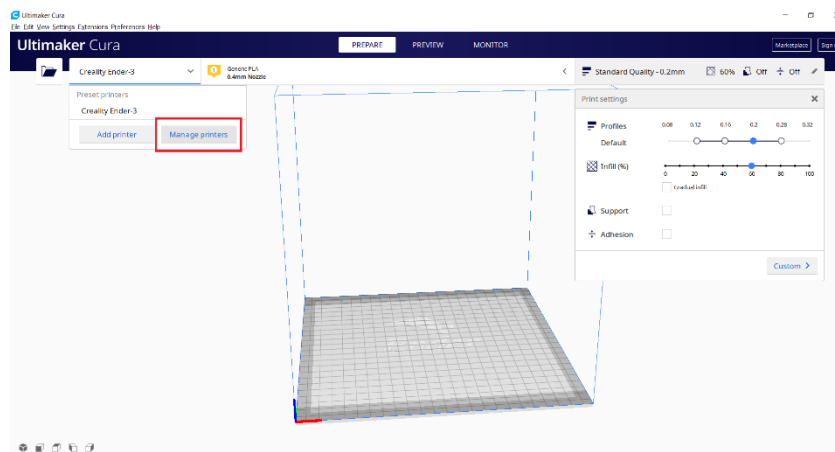 Ultimaker Cura
File Edit View Settings Extensions Preferences Help
Ultimaker Cura
PREPARE PREVIEW MONITOR
Marketplace
Sign
Creality Ender-3
1
Generic PLA
0.4mm Nozzle
Standard Quality - 0.2mm
60%
Off
Off
Preset printers
Creality Ender-3
Add printer
Manage printers
Print settings
Profiles
0.08 0.12 0.16 0.2 0.28 0.32
Default
Infill (%)
0 20 40 60 80 100
Gradual infill
Support
Adhesion
Custom